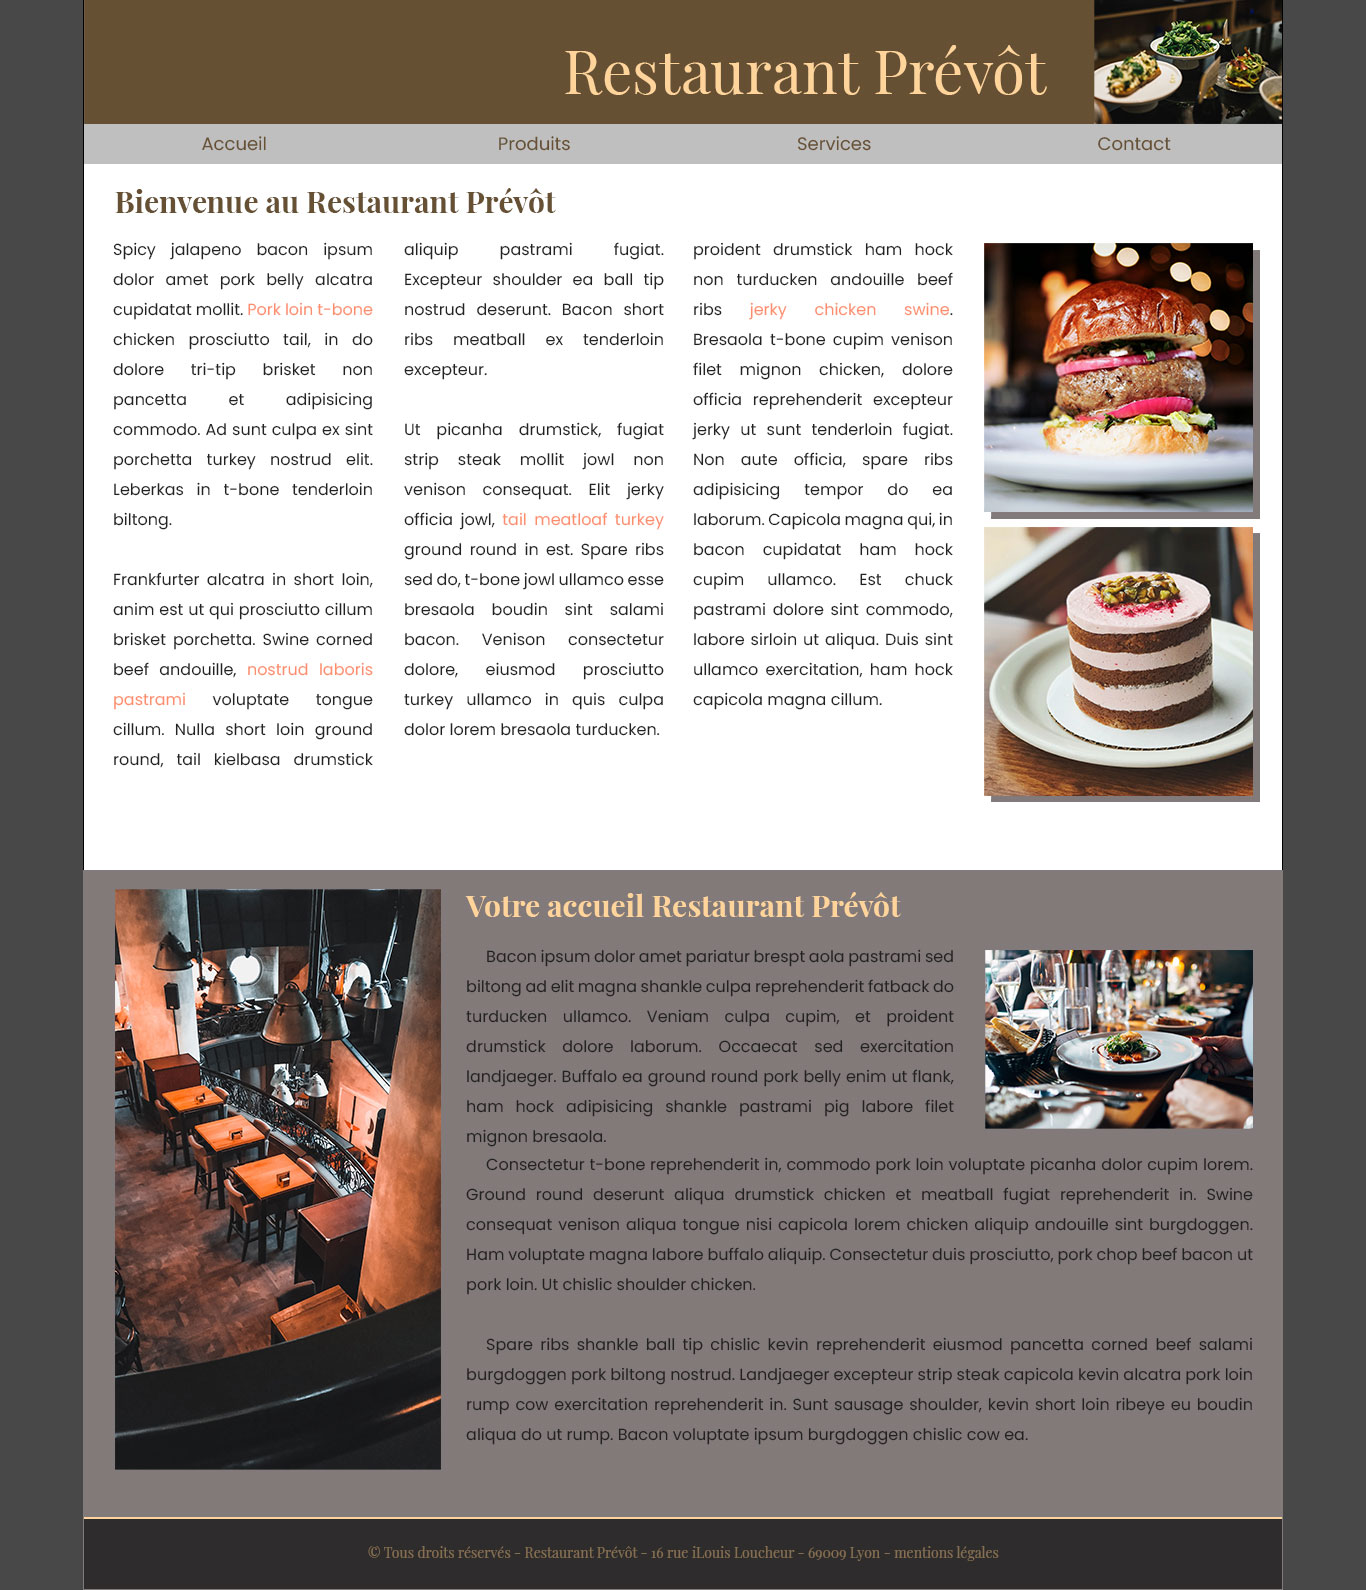 Restaurant Prévôt
Accueil Produits Services Contact
Bienvenue au Restaurant Prévôt
Spicy jalapeno bacon ipsum
dolor amet pork belly alcatra
cupidatat mollit. Pork loin t-bone
chicken prosciutto tail, in do
dolore tri-tip brisket non
pancetta et adipisicing
commodo. Ad sunt culpa ex sint
porchetta turkey nostrud elit.
Leberkas in t-bone tenderloin
biltong.
Frankfurter alcatra in short loin,
anim est ut qui prosciutto cillum
brisket porchetta. Swine corned
beef andouille, nostrud laboris
pastrami voluptate tongue
cillum. Nulla short loin ground
round, tail kielbasa drumstick
aliquip pastrami fugiat.
Excepteur shoulder ea ball tip
nostrud deserunt. Bacon short
ribs meatball ex tenderloin
excepteur.
Ut picanha drumstick, fugiat
strip steak mollit jowl non
venison consequat. Elit jerky
officia jowl, tail meatloaf turkey
ground round in est. Spare ribs
sed do, t-bone jowl ullamco esse
bresaola boudin sint salami
bacon. Venison consectetur
dolore, eiusmod prosciutto
turkey ullamco in quis culpa
dolor lorem bresaola turducken.
proident drumstick ham hock
non turducken andouille beef
ribs jerky chicken swine.
Bresaola t-bone cupim venison
filet mignon chicken, dolore
officia reprehenderit excepteur
jerky ut sunt tenderloin fugiat.
Non aute officia, spare ribs
adipisicing tempor do ea
laborum. Capicola magna qui, in
bacon cupidatat ham hock
cupim ullamco. Est chuck
pastrami dolore sint commodo,
labore sirloin ut aliqua. Duis sint
ullamco exercitation, ham hock
capicola magna cillum.
Votre accueil Restaurant Prévôt
Bacon ipsum dolor amet pariatur brespt aola pastrami sed
biltong ad elit magna shankle culpa reprehenderit fatback do
turducken ullamco. Veniam culpa cupim, et proident
drumstick dolore laborum. Occaecat sed exercitation
landjaeger. Buffalo ea ground round pork belly enim ut flank,
ham hock adipisicing shankle pastrami pig labore filet
mignon bresaola.
Consectetur t-bone reprehenderit in, commodo pork loin voluptate picanha dolor cupim lorem.
Ground round deserunt aliqua drumstick chicken et meatball fugiat reprehenderit in. Swine
consequat venison aliqua tongue nisi capicola lorem chicken aliquip andouille sint burgdoggen.
Ham voluptate magna labore buffalo aliquip. Consectetur duis prosciutto, pork chop beef bacon ut
pork loin. Ut chislic shoulder chicken.
Spare ribs shankle ball tip chislic kevin reprehenderit eiusmod pancetta corned beef salami
burgdoggen pork biltong nostrud. Landjaeger excepteur strip steak capicola kevin alcatra pork loin
rump cow exercitation reprehenderit in. Sunt sausage shoulder, kevin short loin ribeye eu boudin
aliqua do ut rump. Bacon voluptate ipsum burgdoggen chislic cow ea.
© Tous droits réservés - Restaurant Prévôt - 16 rue iLouis Loucheur - 69009 Lyon - mentions légales